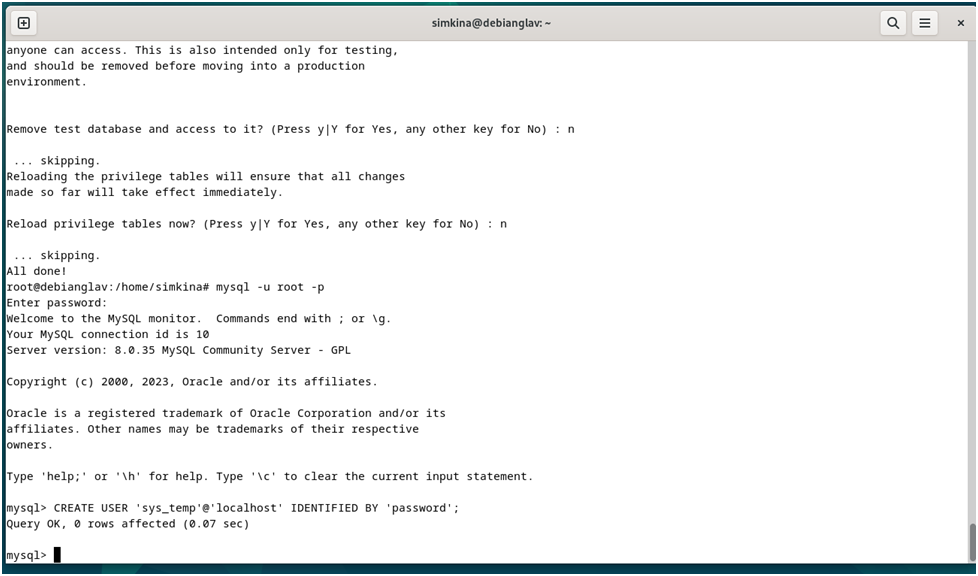 simkina@debianglav: ~
anyone can access. This is also intended only for testing,
and should be removed before moving into a production
environment.
Remove test database and access to it? (Press y|Y for Yes, any other key for No) : n
... skipping.
Reloading the privilege tables will ensure that all changes
made so far will take effect immediately.
Reload privilege tables now? (Press y|Y for Yes, any other key for No) : n
... skipping.
All done!
root@debianglav:/home/simkina# mysql -u root -p
Enter password:
Welcome to the MySQL monitor.  Commands end with ; or \g.
Your MySQL connection id is 10
Server version: 8.0.35 MySQL Community Server - GPL
Copyright (c) 2000, 2023, Oracle and/or its affiliates.
Oracle is a registered trademark of Oracle Corporation and/or its
affiliates. Other names may be trademarks of their respective
owners.
Type 'help;' or '\h' for help. Type '\c' to clear the current input statement.
mysql> CREATE USER 'sys_temp'@'localhost' IDENTIFIED BY 'password';
Query OK, 0 rows affected (0.07 sec)
mysql>